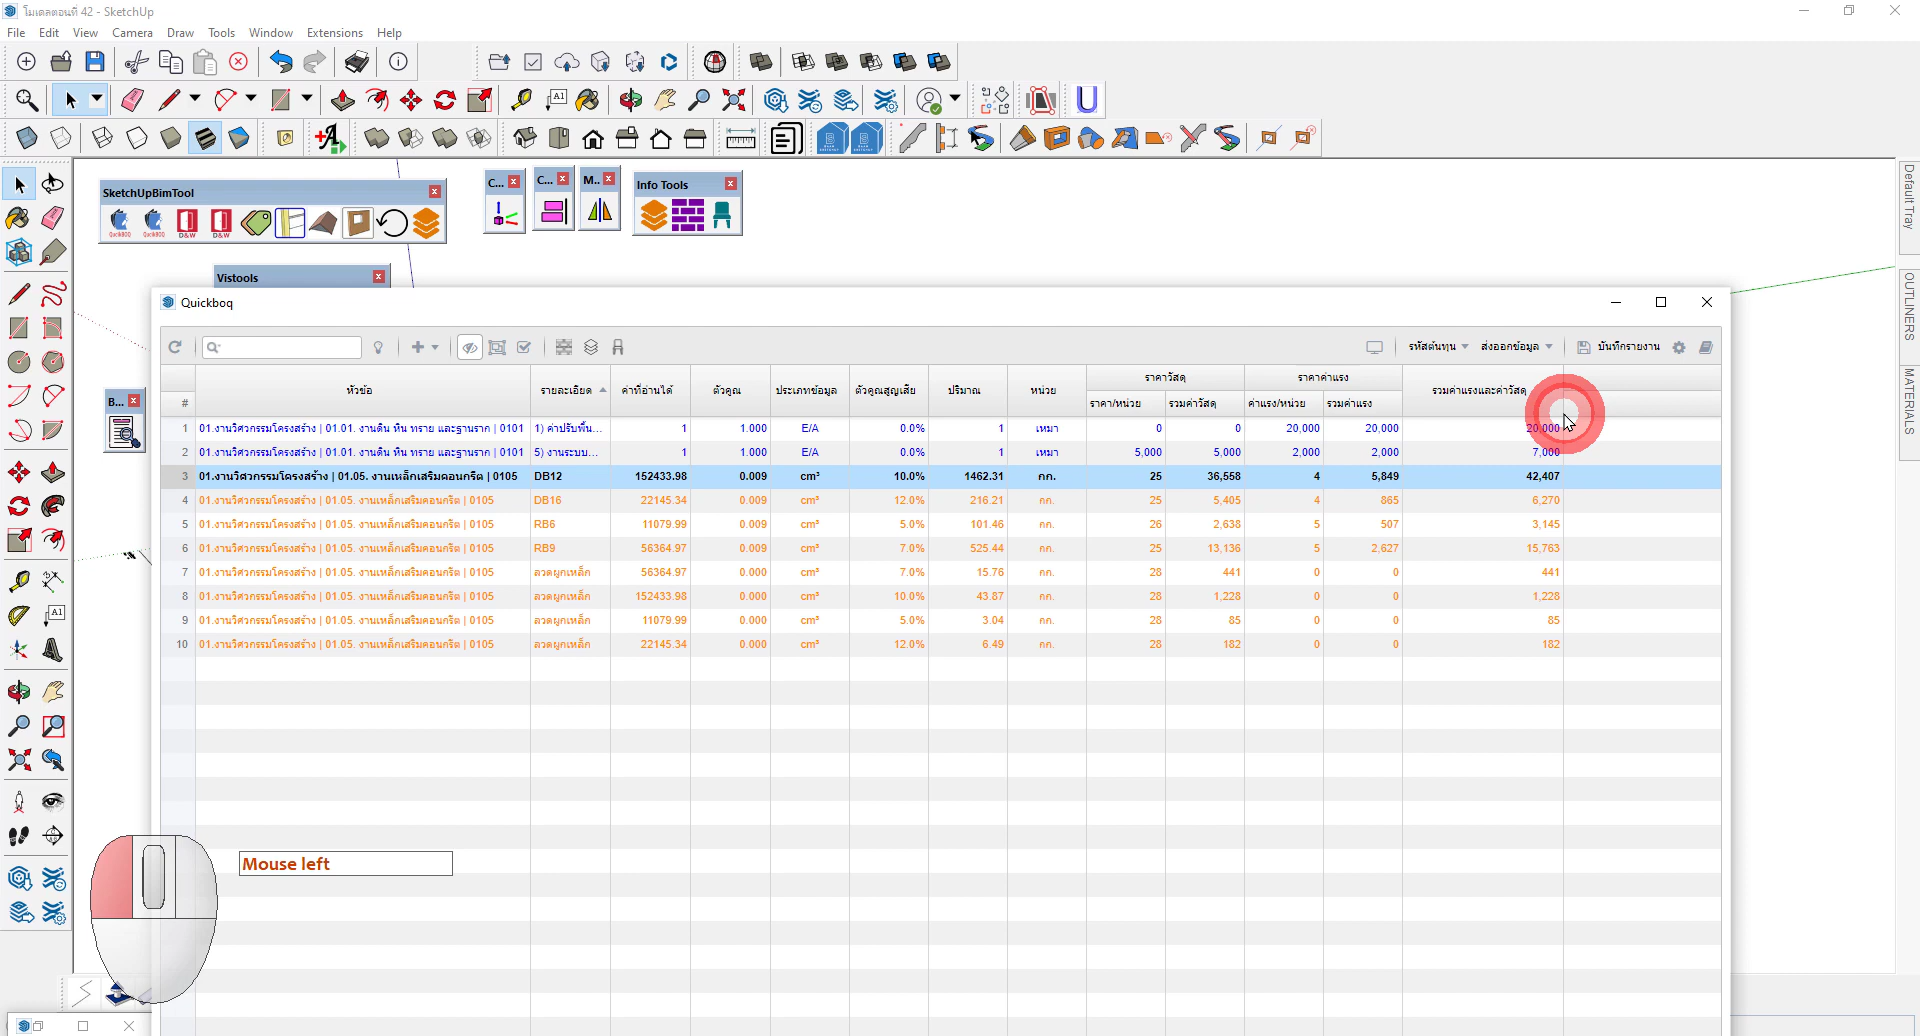 โมเดลตอนที่ 42 - SketchUp
File Edit View Camera Draw Tools Window Extensions Help
SketchUpBimTool
C...
C...
M..
Info Tools
QuickBOQ QuickBOQ D&W D&W
Vistools
Quickboq
รหัสต้นทุน ส่งออกข้อมูล บันทึกรายงาน
# หัวข้อ รายละเอียด ค่าที่อ่านได้ ตัวคูณ ประเภทข้อมูล ตัวคูณสูญเสีย ปริมาณ หน่วย ราคาวัสดุ ราคาค่าแรง รวมค่าแรงและค่าวัสดุ
ราคา/หน่วย รวมค่าวัสดุ ค่าแรง/หน่วย รวมค่าแรง
1 01.งานวิศวกรรมโครงสร้าง | 01.01. งานดิน หิน ทราย และฐานราก | 0101 1) ค่าปรับพื้น... 1 1.000 E/A 0.0% 1 เหมา 0 0 20,000 20,000 20,000
2 01.งานวิศวกรรมโครงสร้าง | 01.01. งานดิน หิน ทราย และฐานราก | 0101 5) งานระบบ... 1 1.000 E/A 0.0% 1 เหมา 5,000 5,000 2,000 2,000 7,000
3 01.งานวิศวกรรมโครงสร้าง | 01.05. งานเหล็กเสริมคอนกรีต | 0105 DB12 152433.98 0.009 cm³ 10.0% 1462.31 กก. 25 36,558 4 5,849 42,407
4 01.งานวิศวกรรมโครงสร้าง | 01.05. งานเหล็กเสริมคอนกรีต | 0105 DB16 22145.34 0.009 cm³ 12.0% 216.21 กก. 25 5,405 4 865 6,270
5 01.งานวิศวกรรมโครงสร้าง | 01.05. งานเหล็กเสริมคอนกรีต | 0105 RB6 11079.99 0.009 cm³ 5.0% 101.46 กก. 26 2,638 5 507 3,145
6 01.งานวิศวกรรมโครงสร้าง | 01.05. งานเหล็กเสริมคอนกรีต | 0105 RB9 56364.97 0.009 cm³ 7.0% 525.44 กก. 25 13,136 5 2,627 15,763
7 01.งานวิศวกรรมโครงสร้าง | 01.05. งานเหล็กเสริมคอนกรีต | 0105 ลวดผูกเหล็ก 56364.97 0.000 cm³ 7.0% 15.76 กก. 28 441 0 0 441
8 01.งานวิศวกรรมโครงสร้าง | 01.05. งานเหล็กเสริมคอนกรีต | 0105 ลวดผูกเหล็ก 152433.98 0.000 cm³ 10.0% 43.87 กก. 28 1,228 0 0 1,228
9 01.งานวิศวกรรมโครงสร้าง | 01.05. งานเหล็กเสริมคอนกรีต | 0105 ลวดผูกเหล็ก 11079.99 0.000 cm³ 5.0% 3.04 กก. 28 85 0 0 85
10 01.งานวิศวกรรมโครงสร้าง | 01.05. งานเหล็กเสริมคอนกรีต | 0105 ลวดผูกเหล็ก 22145.34 0.000 cm³ 12.0% 6.49 กก. 28 182 0 0 182
B...
Mouse left
Default Tray
OUTLINERS
MATERIALS